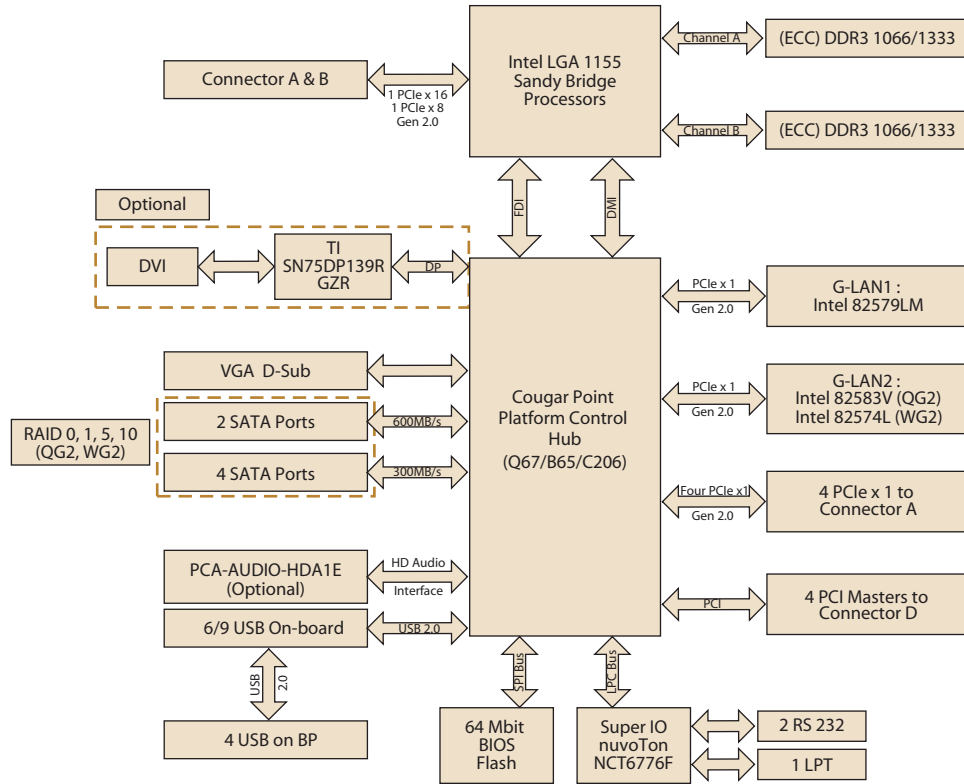 Intel LGA 1155
Sandy Bridge
Processors
Channel A
(ECC) DDR3 1066/1333
Channel B
(ECC) DDR3 1066/1333
Connector A & B
1 PCIe x 16
1 PCIe x 8
Gen 2.0
FDI
DMI
Optional
DVI
TI
SN75DP139R
GZR
DP
VGA D-Sub
RAID 0, 1, 5, 10
(QG2, WG2)
2 SATA Ports
600MB/s
4 SATA Ports
300MB/s
Cougar Point
Platform Control
Hub
(Q67/B65/C206)
PCIe x 1
Gen 2.0
G-LAN1 :
Intel 82579LM
PCIe x 1
Gen 2.0
G-LAN2 :
Intel 82583V (QG2)
Intel 82574L (WG2)
Four PCIe x1
Gen 2.0
4 PCIe x 1 to
Connector A
PCI
4 PCI Masters to
Connector D
PCA-AUDIO-HDA1E
(Optional)
HD Audio
Interface
6/9 USB On-board
USB 2.0
USB 2.0
4 USB on BP
SPI Bus
64 Mbit
BIOS
Flash
LPC Bus
Super IO
nuvoTon
NCT6776F
2 RS 232
1 LPT